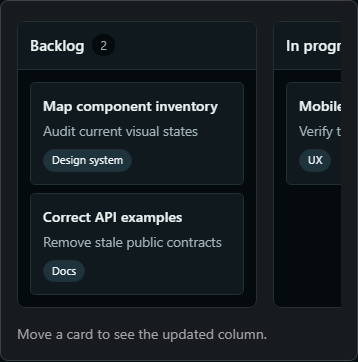 Backlog 2
Map component inventory
Audit current visual states
Design system
Correct API examples
Remove stale public contracts
Docs
In
Mobile
Verify
UX
Move a card to see the updated column.